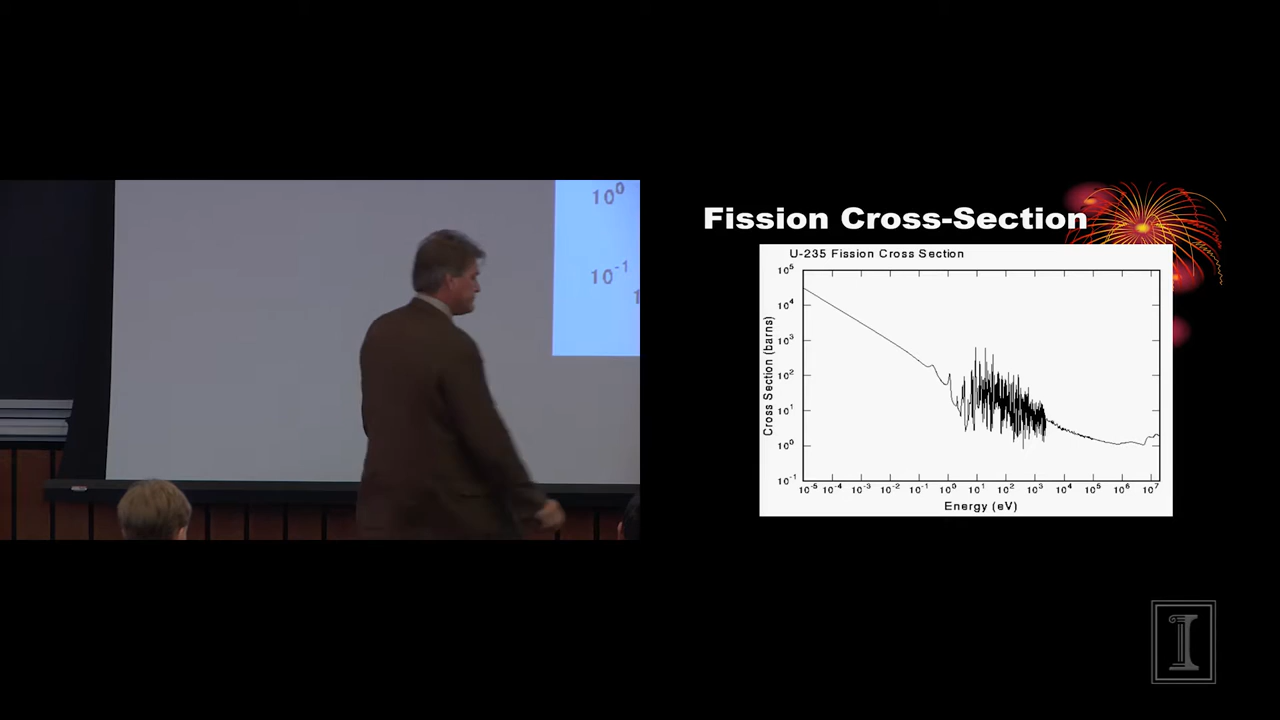 10⁰
10⁻¹
1
Fission Cross-Section
U-235 Fission Cross Section
10⁵
10⁴
10³
10²
10¹
10⁰
10⁻¹
Cross Section (barns)
10⁻⁵ 10⁻⁴ 10⁻³ 10⁻² 10⁻¹ 10⁰ 10¹ 10² 10³ 10⁴ 10⁵ 10⁶ 10⁷
Energy (eV)
I